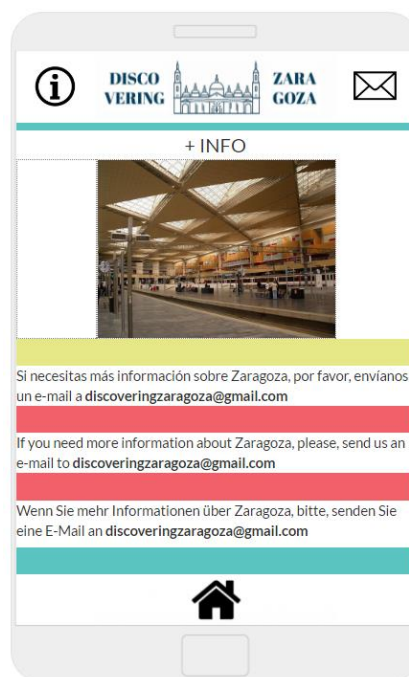 DISCO
VERING
ZARA
GOZA
+ INFO
Si necesitas más información sobre Zaragoza, por favor, envíanos
un e-mail a discoveringzaragoza@gmail.com
If you need more information about Zaragoza, please, send us an
e-mail to discoveringzaragoza@gmail.com
Wenn Sie mehr Informationen über Zaragoza, bitte, senden Sie
eine E-Mail an discoveringzaragoza@gmail.com